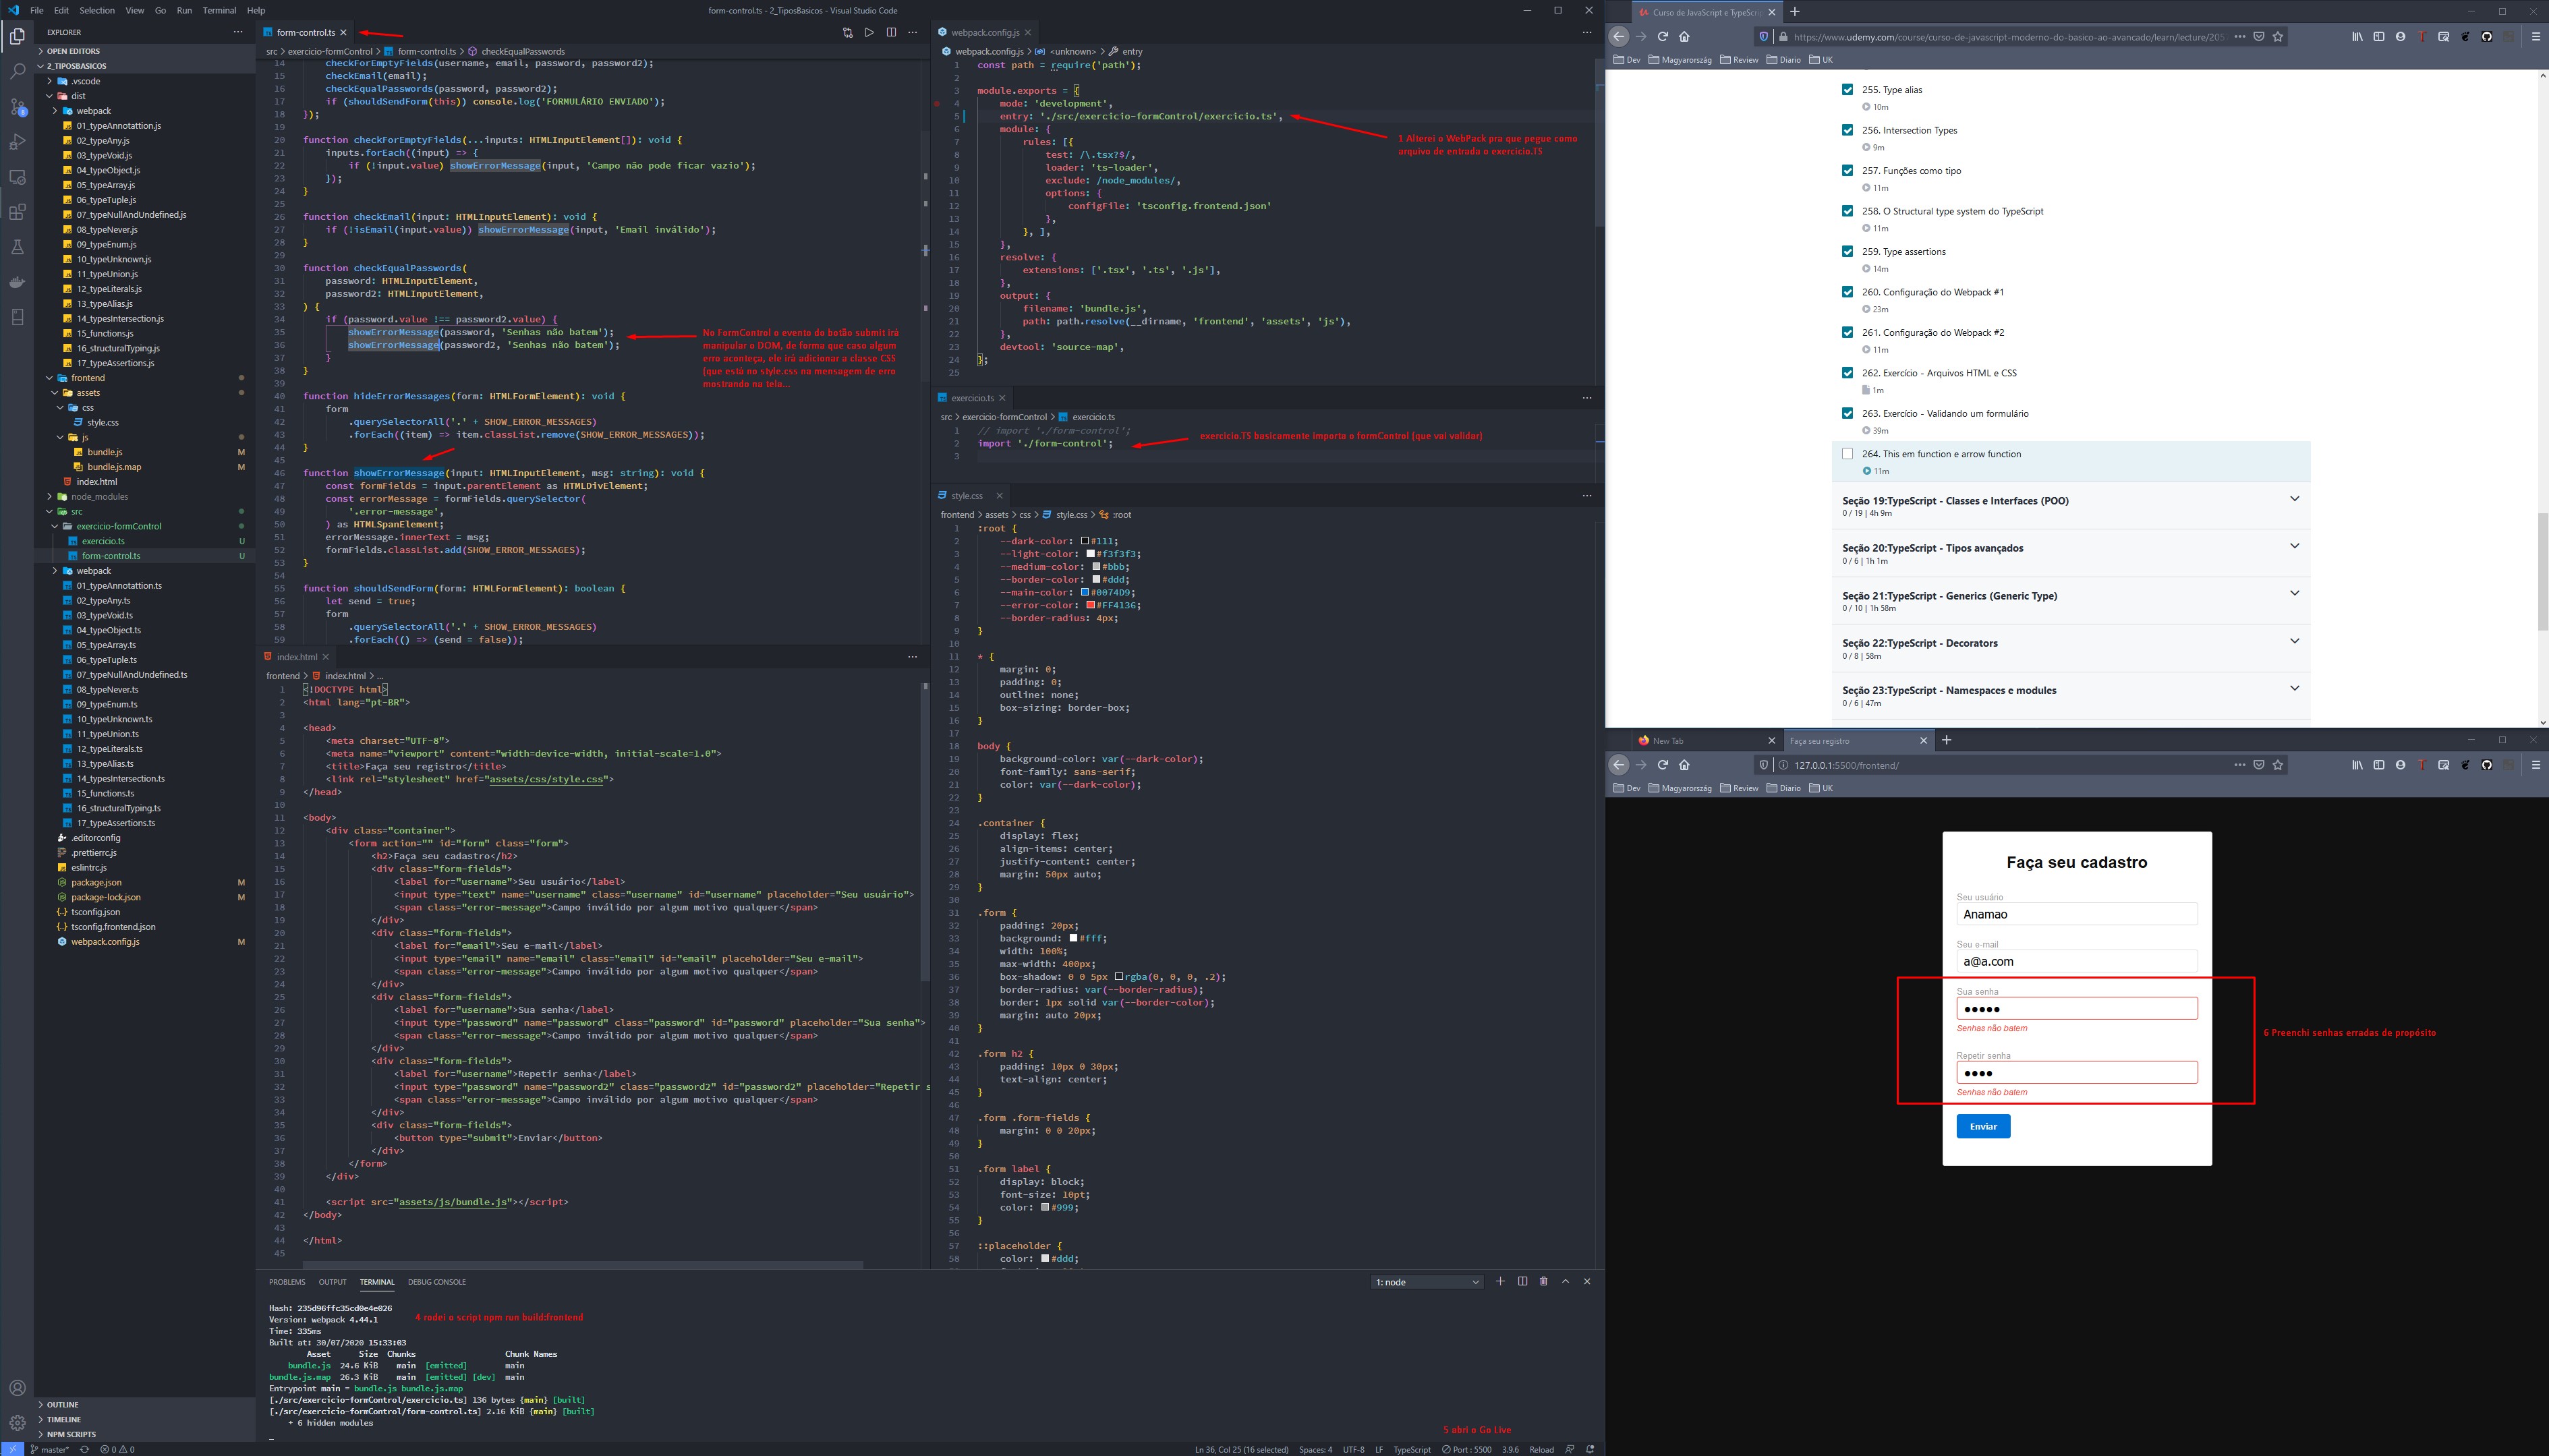 File Edit Selection View Go Run Terminal Help
form-control.ts - 2_TiposBasicos - Visual Studio Code
EXPLORER
OPEN EDITORS
2_TIPOSBASICOS
.vscode
dist
webpack
01_typeAnnotattion.js
02_typeAny.js
03_typeVoid.js
04_typeObject.js
05_typeArray.js
06_typeTuple.js
07_typeNullAndUndefined.js
08_typeNever.js
09_typeEnum.js
10_typeUnknown.js
11_typeUnion.js
12_typeLiterals.js
13_typeAlias.js
14_typesIntersection.js
15_functions.js
16_structuralTyping.js
17_typeAssertions.js
frontend
assets
css
style.css
js
bundle.js M
bundle.js.map M
index.html
node_modules
src
exercicio-formControl
exercicio.ts U
form-control.ts U
webpack
01_typeAnnotattion.ts
02_typeAny.ts
03_typeVoid.ts
04_typeObject.ts
05_typeArray.ts
06_typeTuple.ts
07_typeNullAndUndefined.ts
08_typeNever.ts
09_typeEnum.ts
10_typeUnknown.ts
11_typeUnion.ts
12_typeLiterals.ts
13_typeAlias.ts
14_typesIntersection.ts
15_functions.ts
16_structuralTyping.ts
17_typeAssertions.ts
.editorconfig
.prettierrc.js
eslintrc.js
package.json M
package-lock.json M
tsconfig.json
tsconfig.frontend.json
webpack.config.js M
OUTLINE
TIMELINE
NPM SCRIPTS
form-control.ts
src > exercicio-formControl > form-control.ts > checkEqualPasswords
14 checkForEmptyFields(username, email, password, password2);
15 checkEmail(email);
16 checkEqualPasswords(password, password2);
17 if (shouldSendForm(this)) console.log('FORMULÁRIO ENVIADO');
18 });
19
20 function checkForEmptyFields(...inputs: HTMLInputElement[]): void {
21 inputs.forEach((input) => {
22 if (!input.value) showErrorMessage(input, 'Campo não pode ficar vazio');
23 });
24 }
25
26 function checkEmail(input: HTMLInputElement): void {
27 if (!isEmail(input.value)) showErrorMessage(input, 'Email inválido');
28 }
29
30 function checkEqualPasswords(
31 password: HTMLInputElement,
32 password2: HTMLInputElement,
33 ) {
34 if (password.value !== password2.value) {
35 showErrorMessage(password, 'Senhas não batem');
36 showErrorMessage(password2, 'Senhas não batem');
37 }
38 }
39
40 function hideErrorMessages(form: HTMLFormElement): void {
41 form
42 .querySelectorAll('.' + SHOW_ERROR_MESSAGES)
43 .forEach((item) => item.classList.remove(SHOW_ERROR_MESSAGES));
44 }
45
46 function showErrorMessage(input: HTMLInputElement, msg: string): void {
47 const formFields = input.parentElement as HTMLDivElement;
48 const errorMessage = formFields.querySelector(
49 '.error-message',
50 ) as HTMLSpanElement;
51 errorMessage.innerText = msg;
52 formFields.classList.add(SHOW_ERROR_MESSAGES);
53 }
54
55 function shouldSendForm(form: HTMLFormElement): boolean {
56 let send = true;
57 form
58 .querySelectorAll('.' + SHOW_ERROR_MESSAGES)
59 .forEach(() => (send = false));
No FormControl o evento do botão submit irá
manipular o DOM, de forma que caso algum
erro aconteça, ele irá adicionar a classe CSS
(que está no style.css na mensagem de erro
mostrando na tela...
index.html
frontend > index.html > ...
1 <!DOCTYPE html>
2 <html lang="pt-BR">
3
4 <head>
5 <meta charset="UTF-8">
6 <meta name="viewport" content="width=device-width, initial-scale=1.0">
7 <title>Faça seu registro</title>
8 <link rel="stylesheet" href="assets/css/style.css">
9 </head>
10
11 <body>
12 <div class="container">
13 <form action="" id="form" class="form">
14 <h2>Faça seu cadastro</h2>
15 <div class="form-fields">
16 <label for="username">Seu usuário</label>
17 <input type="text" name="username" class="username" id="username" placeholder="Seu usuário">
18 <span class="error-message">Campo inválido por algum motivo qualquer</span>
19 </div>
20 <div class="form-fields">
21 <label for="email">Seu e-mail</label>
22 <input type="email" name="email" class="email" id="email" placeholder="Seu e-mail">
23 <span class="error-message">Campo inválido por algum motivo qualquer</span>
24 </div>
25 <div class="form-fields">
26 <label for="username">Sua senha</label>
27 <input type="password" name="password" class="password" id="password" placeholder="Sua senha">
28 <span class="error-message">Campo inválido por algum motivo qualquer</span>
29 </div>
30 <div class="form-fields">
31 <label for="username">Repetir senha</label>
32 <input type="password" name="password2" class="password2" id="password2" placeholder="Repetir s
33 <span class="error-message">Campo inválido por algum motivo qualquer</span>
34 </div>
35 <div class="form-fields">
36 <button type="submit">Enviar</button>
37 </div>
38 </form>
39 </div>
40
41 <script src="assets/js/bundle.js"></script>
42 </body>
43
44 </html>
45
webpack.config.js
webpack.config.js > <unknown> > entry
1 const path = require('path');
2
3 module.exports = {
4 mode: 'development',
5 entry: './src/exercicio-formControl/exercicio.ts',
6 module: {
7 rules: [{
8 test: /\.tsx?$/,
9 loader: 'ts-loader',
10 exclude: /node_modules/,
11 options: {
12 configFile: 'tsconfig.frontend.json'
13 },
14 }, ],
15 },
16 resolve: {
17 extensions: ['.tsx', '.ts', '.js'],
18 },
19 output: {
20 filename: 'bundle.js',
21 path: path.resolve(__dirname, 'frontend', 'assets', 'js'),
22 },
23 devtool: 'source-map',
24 };
25
1 Alterei o WebPack pra que pegue como
arquivo de entrada o exercicio.TS
exercicio.ts
src > exercicio-formControl > exercicio.ts
1 // import './form-control';
2 import './form-control';
3
exercicio.TS basicamente importa o formControl (que vai validar)
style.css
frontend > assets > css > style.css > :root
1 :root {
2 --dark-color: #111;
3 --light-color: #f3f3f3;
4 --medium-color: #bbb;
5 --border-color: #ddd;
6 --main-color: #0074D9;
7 --error-color: #FF4136;
8 --border-radius: 4px;
9 }
10
11 * {
12 margin: 0;
13 padding: 0;
14 outline: none;
15 box-sizing: border-box;
16 }
17
18 body {
19 background-color: var(--dark-color);
20 font-family: sans-serif;
21 color: var(--dark-color);
22 }
23
24 .container {
25 display: flex;
26 align-items: center;
27 justify-content: center;
28 margin: 50px auto;
29 }
30
31 .form {
32 padding: 20px;
33 background: #fff;
34 width: 100%;
35 max-width: 400px;
36 box-shadow: 0 0 5px rgba(0, 0, 0, .2);
37 border-radius: var(--border-radius);
38 border: 1px solid var(--border-color);
39 margin: auto 20px;
40 }
41
42 .form h2 {
43 padding: 10px 0 30px;
44 text-align: center;
45 }
46
47 .form .form-fields {
48 margin: 0 0 20px;
49 }
50
51 .form label {
52 display: block;
53 font-size: 10pt;
54 color: #999;
55 }
56
57 ::placeholder {
58 color: #ddd;
PROBLEMS OUTPUT TERMINAL DEBUG CONSOLE
1: node
Hash: 235d96ffc35cd0e4e026
Version: webpack 4.44.1
Time: 335ms
Built at: 30/07/2020 15:33:03
Asset Size Chunks Chunk Names
bundle.js 24.6 KiB main [emitted] main
bundle.js.map 26.3 KiB main [emitted] [dev] main
Entrypoint main = bundle.js bundle.js.map
[./src/exercicio-formControl/exercicio.ts] 136 bytes {main} [built]
[./src/exercicio-formControl/form-control.ts] 2.16 KiB {main} [built]
+ 6 hidden modules
4 rodei o script npm run build:frontend
5 abri o Go Live
master* 0 0
Ln 36, Col 25 (16 selected) Spaces: 4 UTF-8 LF TypeScript Port : 5500 3.9.6 Reload
Curso de JavaScript e TypeScrip
https://www.udemy.com/course/curso-de-javascript-moderno-do-basico-ao-avancado/learn/lecture/205
Dev Magyarország Review Diario UK
255. Type alias
10m
256. Intersection Types
9m
257. Funções como tipo
11m
258. O Structural type system do TypeScript
11m
259. Type assertions
14m
260. Configuração do Webpack #1
23m
261. Configuração do Webpack #2
11m
262. Exercício - Arquivos HTML e CSS
1m
263. Exercício - Validando um formulário
39m
264. This em function e arrow function
11m
Seção 19:TypeScript - Classes e Interfaces (POO)
0 / 19 | 4h 9m
Seção 20:TypeScript - Tipos avançados
0 / 6 | 1h 1m
Seção 21:TypeScript - Generics (Generic Type)
0 / 10 | 1h 58m
Seção 22:TypeScript - Decorators
0 / 8 | 58m
Seção 23:TypeScript - Namespaces e modules
0 / 6 | 47m
New Tab
Faça seu registro
127.0.0.1:5500/frontend/
Dev Magyarország Review Diario UK
Faça seu cadastro
Seu usuário
Anamao
Seu e-mail
a@a.com
Sua senha
Senhas não batem
Repetir senha
Senhas não batem
Enviar
6 Preenchi senhas erradas de propósito